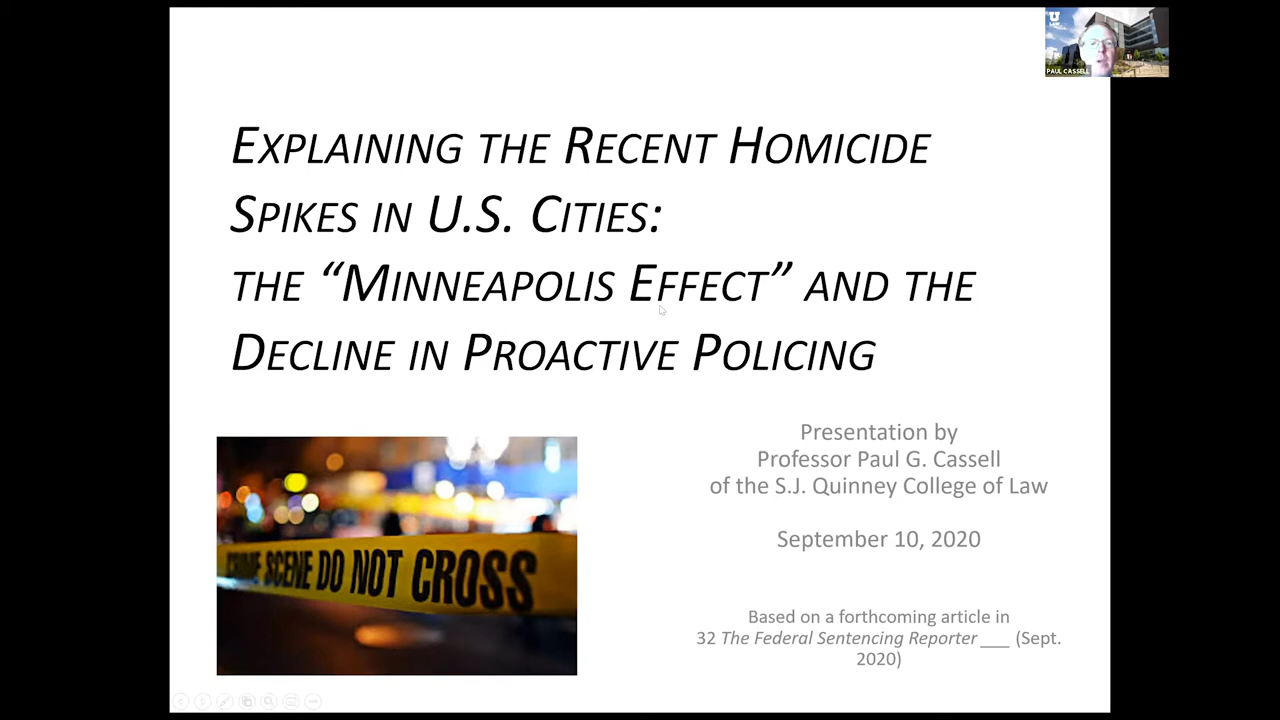 U
LAW
PAUL CASSELL
EXPLAINING THE RECENT HOMICIDE
SPIKES IN U.S. CITIES:
THE “MINNEAPOLIS EFFECT” AND THE
DECLINE IN PROACTIVE POLICING
Presentation by
Professor Paul G. Cassell
of the S.J. Quinney College of Law
September 10, 2020
CRIME SCENE DO NOT CROSS
Based on a forthcoming article in
32 The Federal Sentencing Reporter ___ (Sept.
2020)